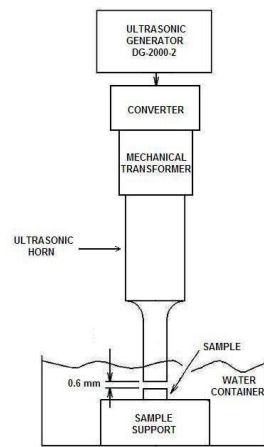 ULTRASONIC
GENERATOR
DG-2000-2
CONVERTER
MECHANICAL
TRANSFORMER
ULTRASONIC
HORN
SAMPLE
WATER
CONTAINER
0.6 mm
SAMPLE
SUPPORT